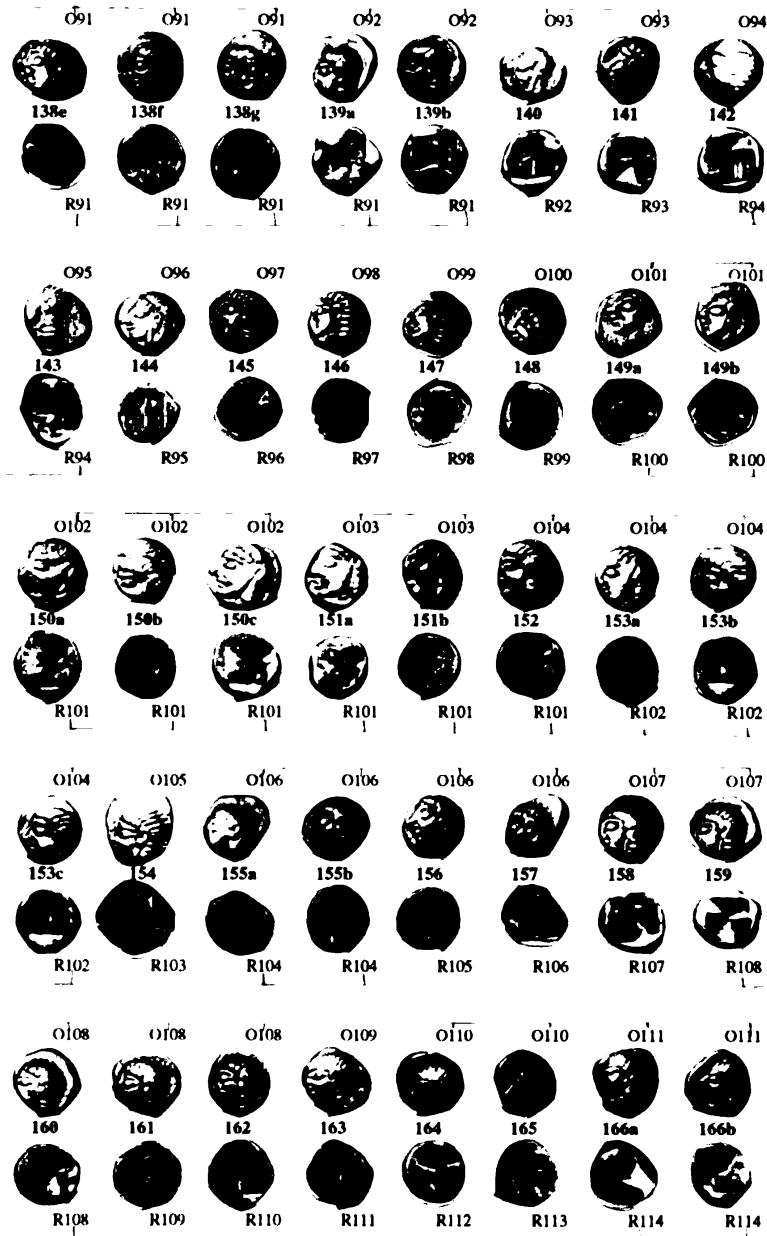 O91 O91 O91 O92 O92 O93 O93 O94
138e 138f 138g 139a 139b 140 141 142
R91 R91 R91 R91 R91 R92 R93 R94
O95 O96 O97 O98 O99 O100 O101 O101
143 144 145 146 147 148 149a 149b
R94 R95 R96 R97 R98 R99 R100 R100
O102 O102 O102 O103 O103 O104 O104 O104
150a 150b 150c 151a 151b 152 153a 153b
R101 R101 R101 R101 R101 R101 R102 R102
O104 O105 O106 O106 O106 O106 O107 O107
153c 154 155a 155b 156 157 158 159
R102 R103 R104 R104 R105 R106 R107 R108
O108 O108 O108 O109 O110 O110 O111 O111
160 161 162 163 164 165 166a 166b
R108 R109 R110 R111 R112 R113 R114 R114